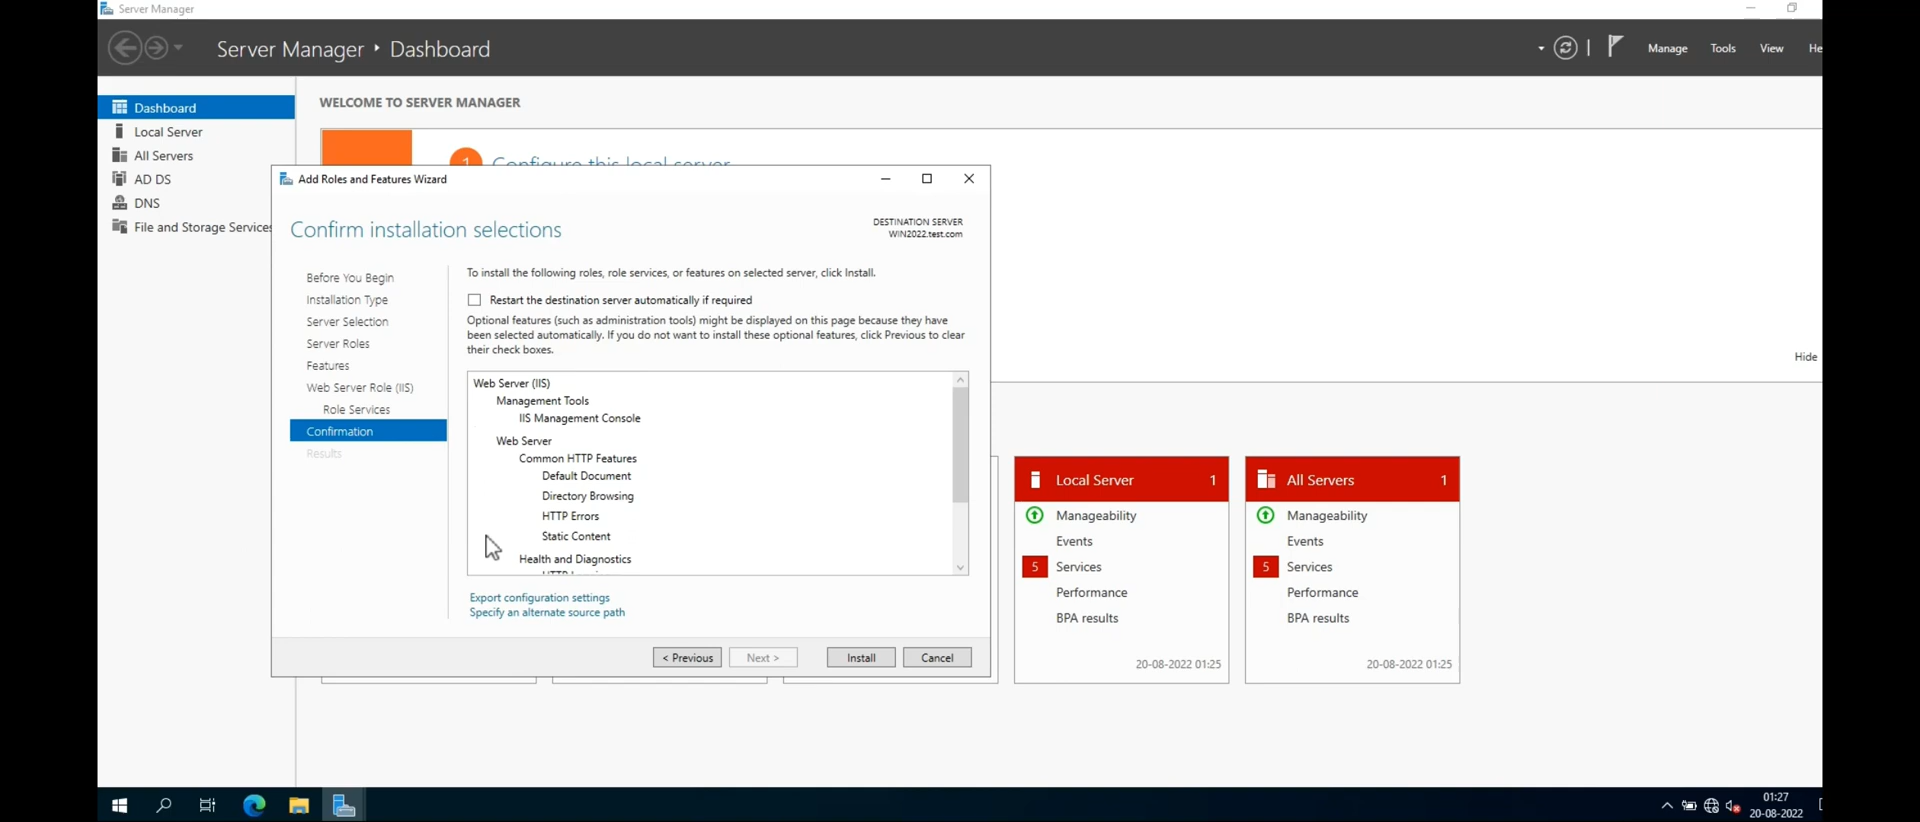 Server Manager
Server Manager ‣ Dashboard
Manage Tools View He
Dashboard
Local Server
All Servers
AD DS
DNS
File and Storage Services
WELCOME TO SERVER MANAGER
1 Configure this local server
Hide
Add Roles and Features Wizard
Confirm installation selections
DESTINATION SERVER
WIN2022.test.com
Before You Begin
Installation Type
Server Selection
Server Roles
Features
Web Server Role (IIS)
Role Services
Confirmation
Results
To install the following roles, role services, or features on selected server, click Install.
Restart the destination server automatically if required
Optional features (such as administration tools) might be displayed on this page because they have
been selected automatically. If you do not want to install these optional features, click Previous to clear
their check boxes.
Web Server (IIS)
Management Tools
IIS Management Console
Web Server
Common HTTP Features
Default Document
Directory Browsing
HTTP Errors
Static Content
Health and Diagnostics
Export configuration settings
Specify an alternate source path
< Previous Next > Install Cancel
Local Server 1
Manageability
Events
5 Services
Performance
BPA results
20-08-2022 01:25
All Servers 1
Manageability
Events
5 Services
Performance
BPA results
20-08-2022 01:25
01:27
20-08-2022